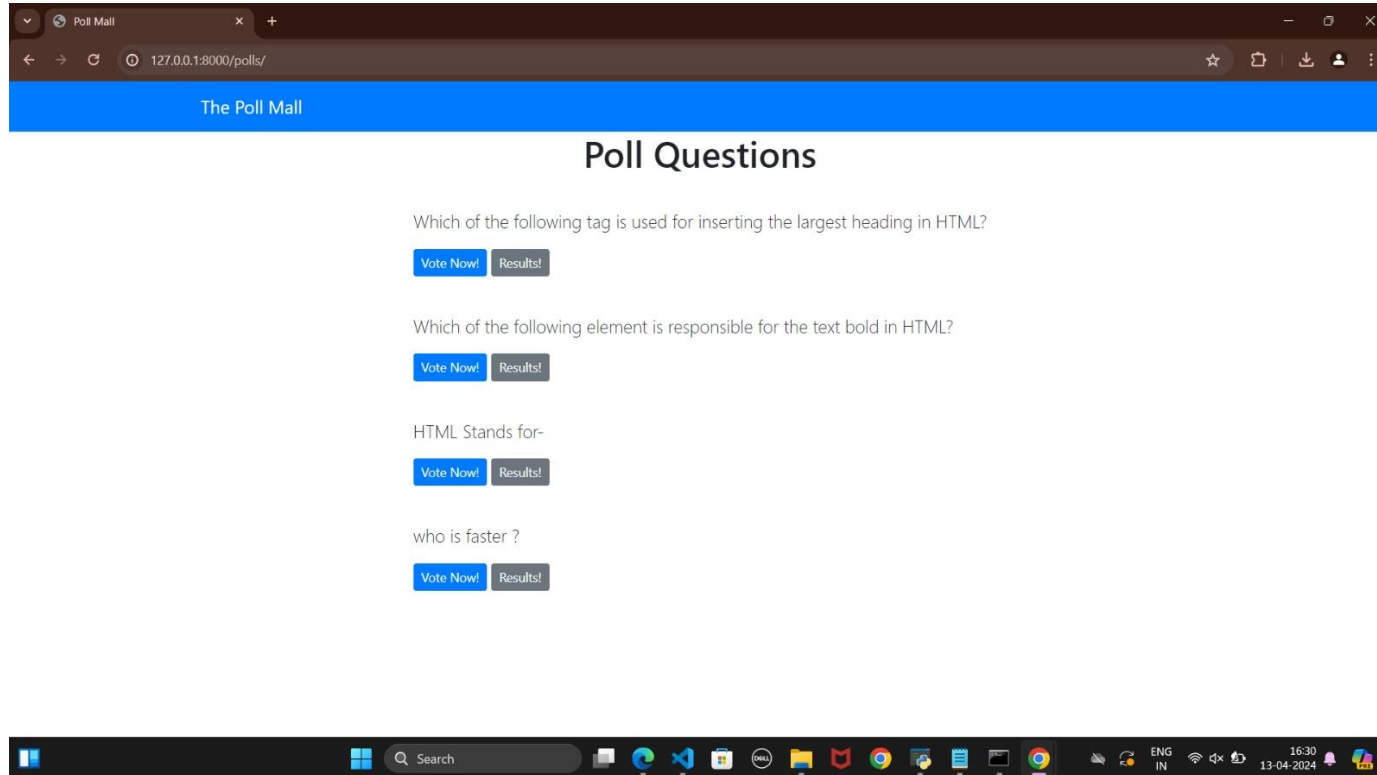 Poll Mall
127.0.0.1:8000/polls/
The Poll Mall
Poll Questions
Which of the following tag is used for inserting the largest heading in HTML?
Vote Now! Results!
Which of the following element is responsible for the text bold in HTML?
Vote Now! Results!
HTML Stands for-
Vote Now! Results!
who is faster ?
Vote Now! Results!
Search
DELL
ENG
IN
16:30
13-04-2024
PRE